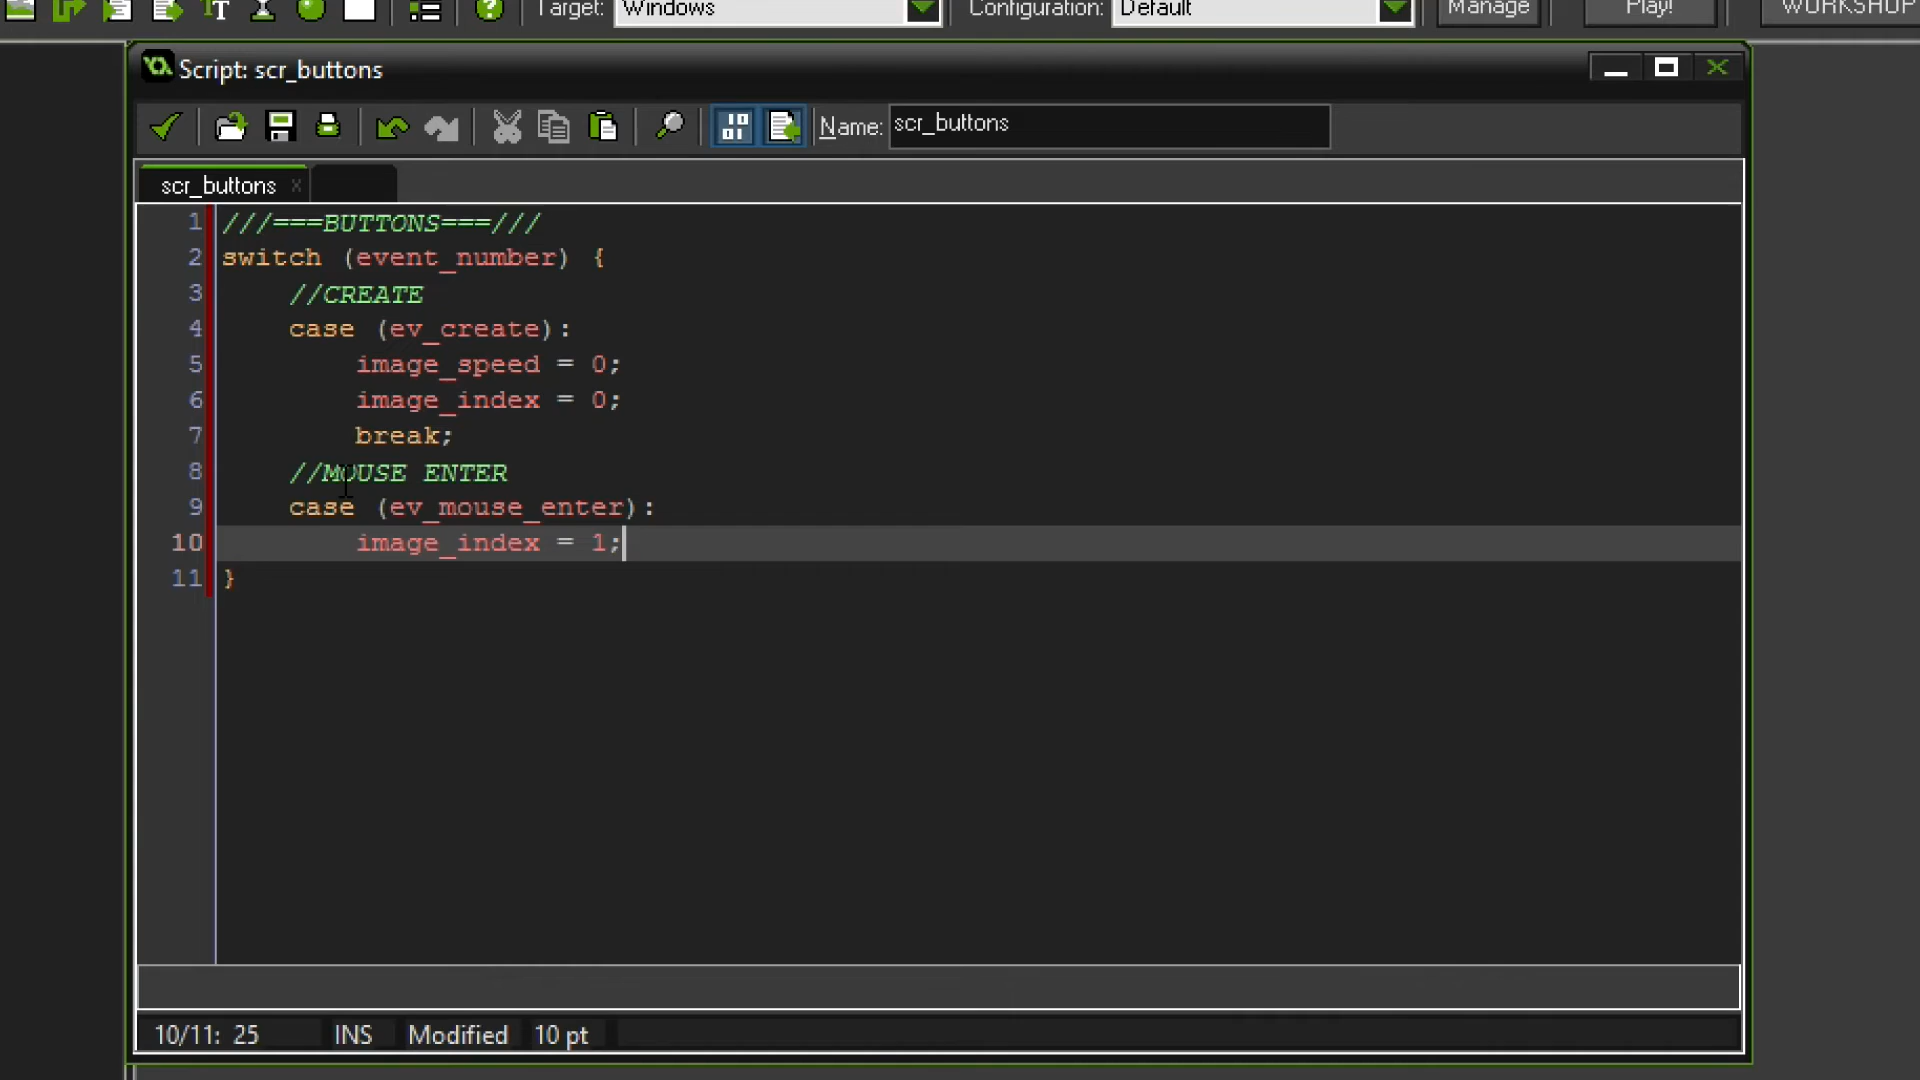 Target: Windows Configuration: Default Manage Play! WORKSHOP
Script: scr_buttons
Name: scr_buttons
scr_buttons x
1 ///===BUTTONS===///
2 switch (event_number) {
3 //CREATE
4 case (ev_create):
5 image_speed = 0;
6 image_index = 0;
7 break;
8 //MOUSE ENTER
9 case (ev_mouse_enter):
10 image_index = 1;
11 }
10/11: 25 INS Modified 10 pt